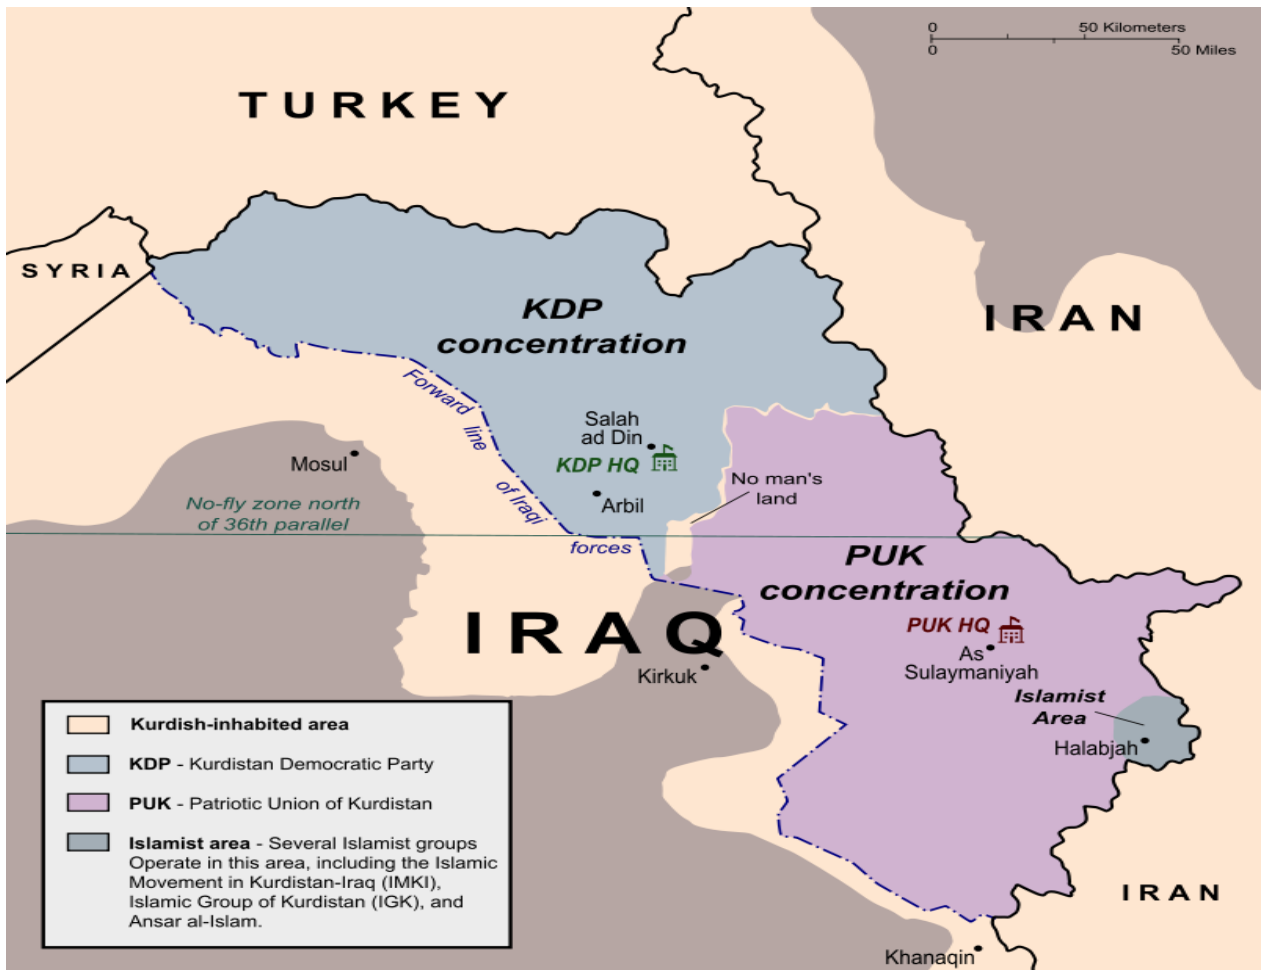 0 50 Kilometers
0 50 Miles
TURKEY
SYRIA
IRAN
KDP
concentration
Forward
line
of Iraqi
forces
Salah
ad Din
KDP HQ
Arbil
Mosul
No man's
land
No-fly zone north
of 36th parallel
PUK
concentration
IRAQ
PUK HQ
As
Sulaymaniyah
Kirkuk
Islamist
Area
Halabjah
Kurdish-inhabited area
KDP - Kurdistan Democratic Party
PUK - Patriotic Union of Kurdistan
Islamist area - Several Islamist groups
Operate in this area, including the Islamic
Movement in Kurdistan-Iraq (IMKI),
Islamic Group of Kurdistan (IGK), and
Ansar al-Islam.
IRAN
Khanaqin